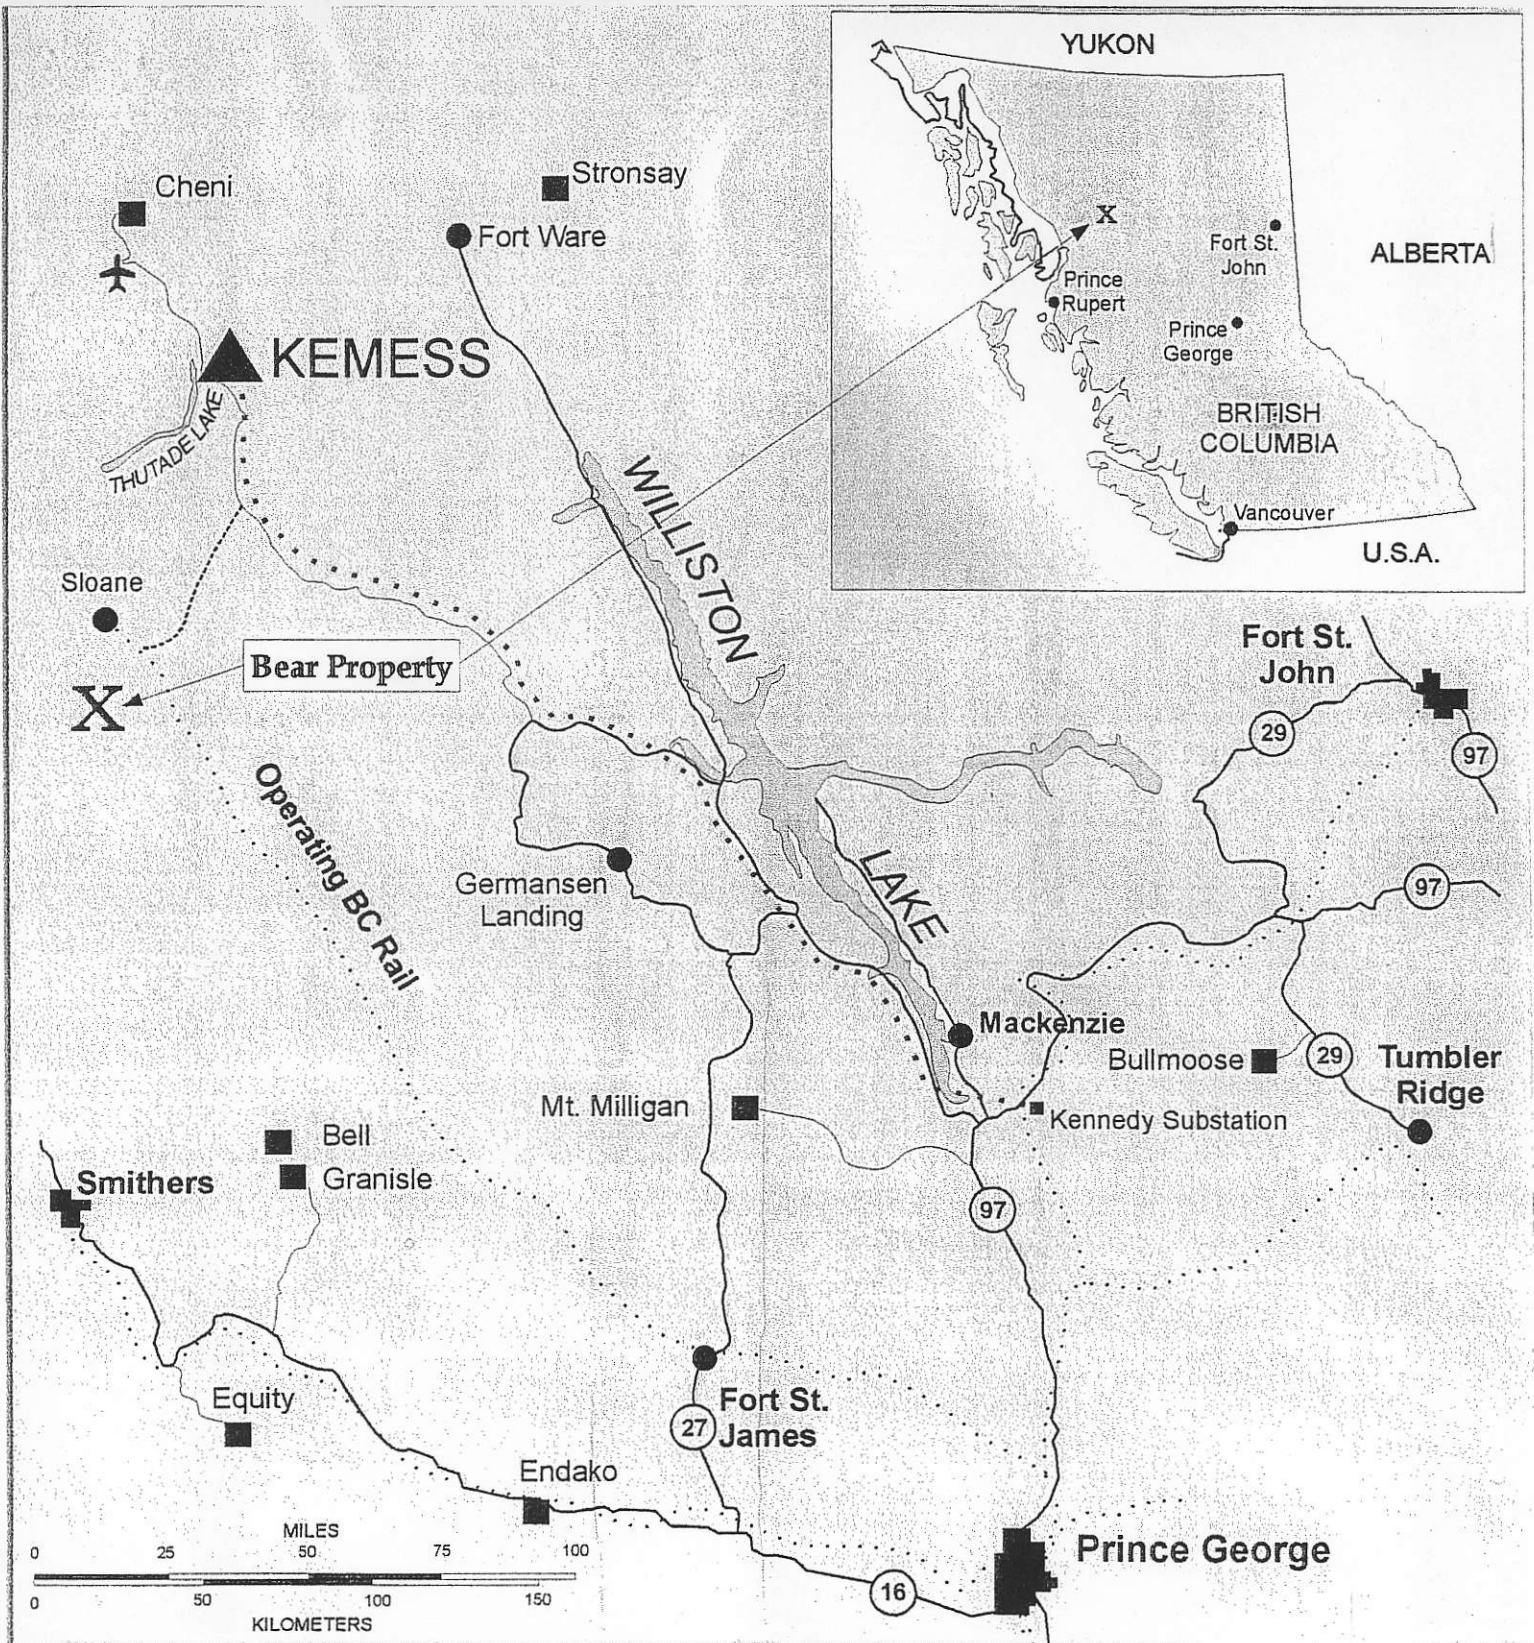 YUKON
Fort St.
John
ALBERTA
X
Prince
Rupert
Prince
George
BRITISH
COLUMBIA
Vancouver
U.S.A.
Cheni
Stronsay
Fort Ware
KEMESS
THUTADE LAKE
WILLISTON
Sloane
Bear Property
X
Fort St.
John
29
97
Operating BC Rail
Germansen
Landing
LAKE
97
Mackenzie
Bullmoose
29
Tumbler
Ridge
Mt. Milligan
Kennedy Substation
Bell
Granisle
Smithers
97
Equity
Fort St.
James
27
Endako
Prince George
16
MILES
0 25 50 75 100
0 50 100 150
KILOMETERS